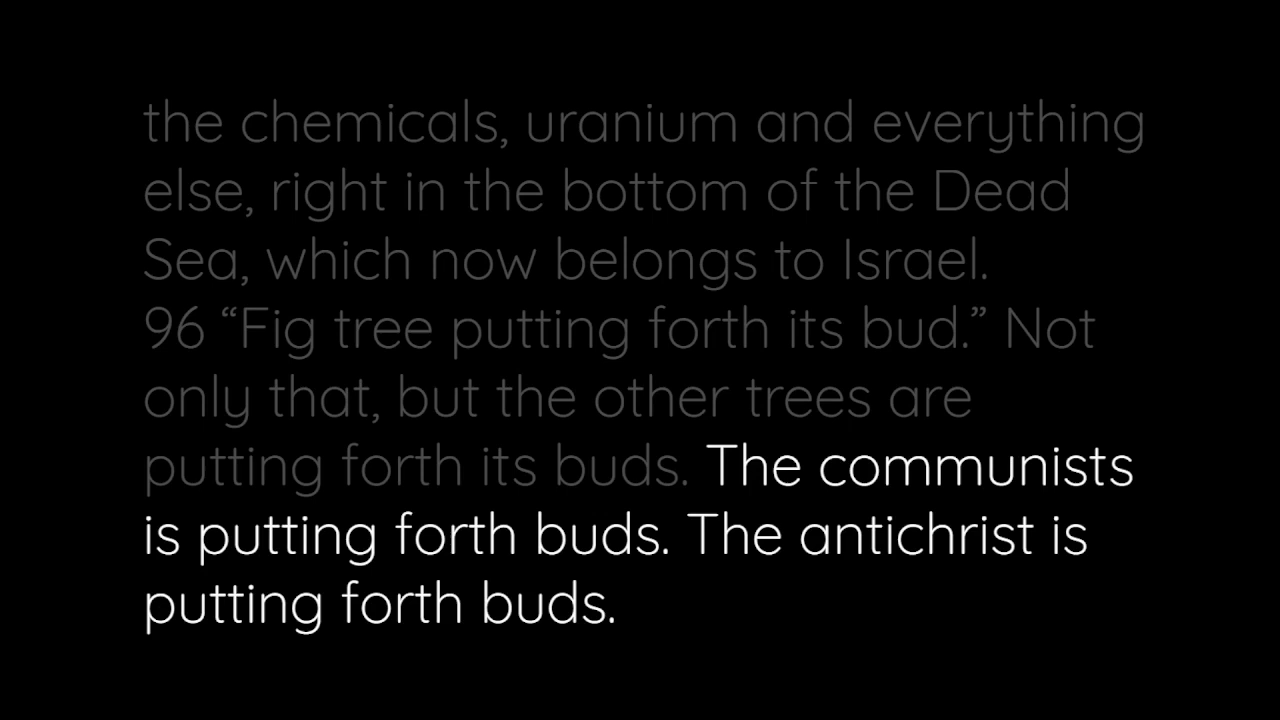 the chemicals, uranium and everything
else, right in the bottom of the Dead
Sea, which now belongs to Israel.
96 “Fig tree putting forth its bud.” Not
only that, but the other trees are
putting forth its buds. The communists
is putting forth buds. The antichrist is
putting forth buds.